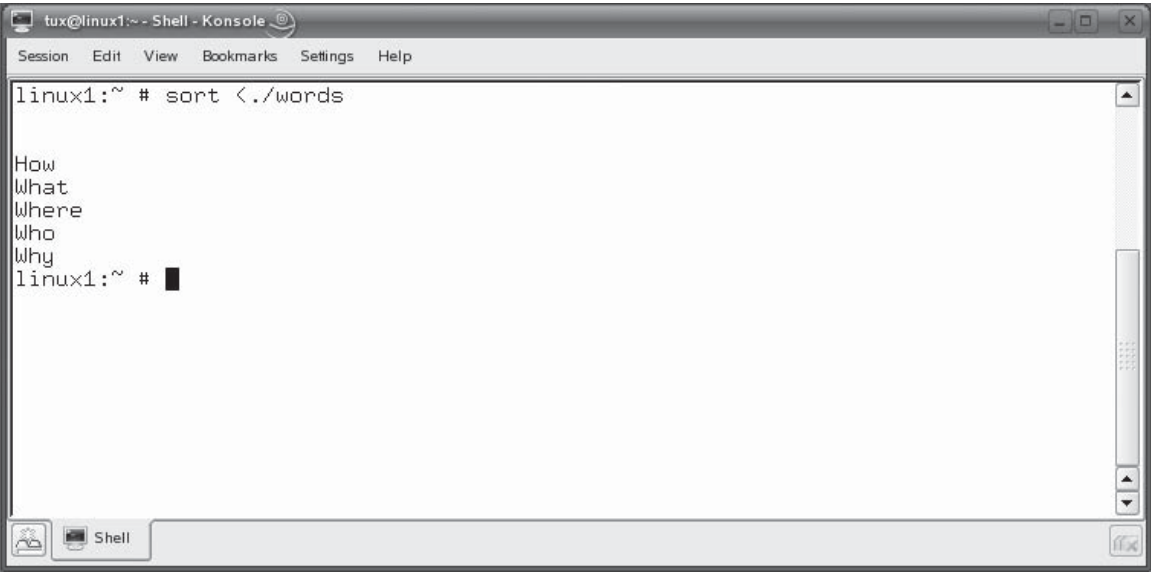 tux@linux1:~ - Shell - Konsole
Session Edit View Bookmarks Settings Help
linux1:~ # sort <./words
How
What
Where
Who
Why
linux1:~ #
Shell